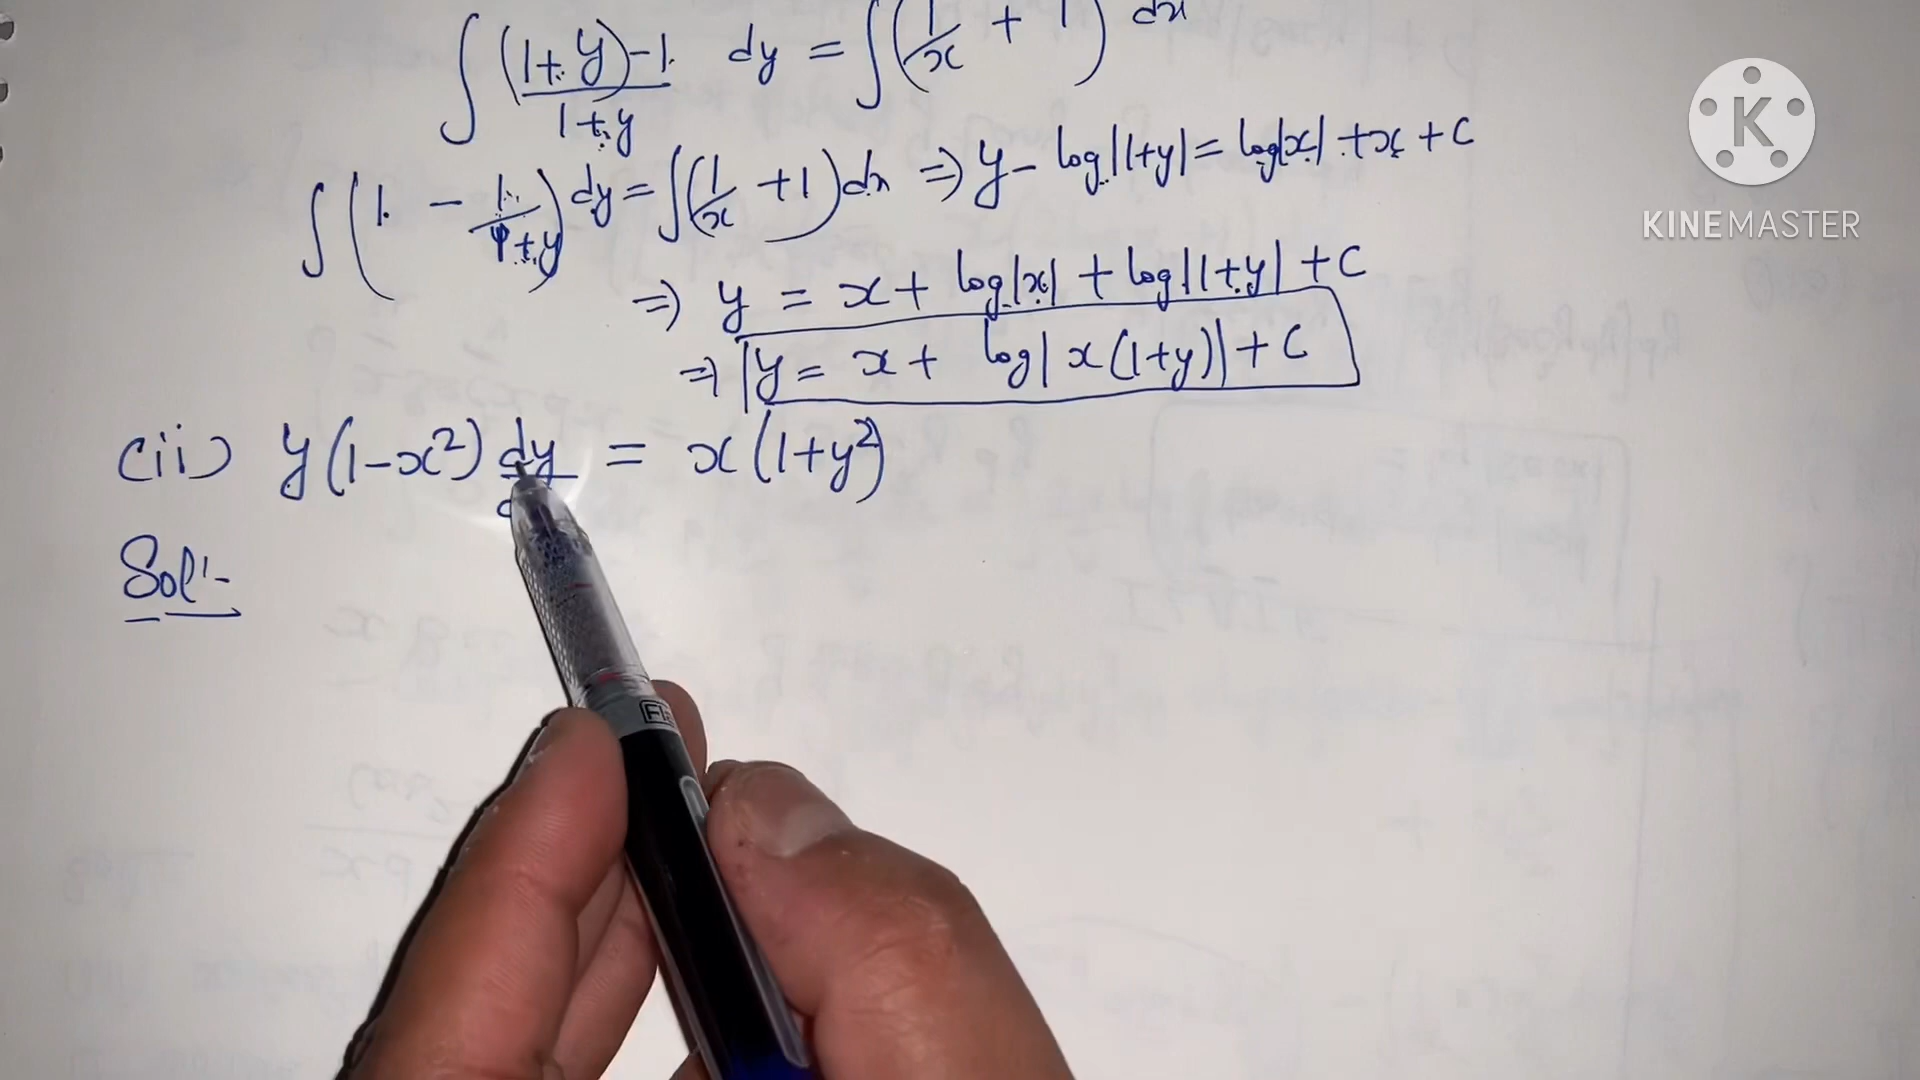 ∫ (1+y)-1 / 1+y dy = ∫ (1/x + 1) dx
∫ (1 - 1/1+y) dy = ∫ (1/x + 1) dx ⇒ y - log|1+y| = log|x| + x + c
⇒ y = x + log|x| + log|1+y| + c
⇒ y = x + log|x(1+y)| + c
(ii) y(1-x²) dy = x(1+y²)
Sol:-
K
KINEMASTER